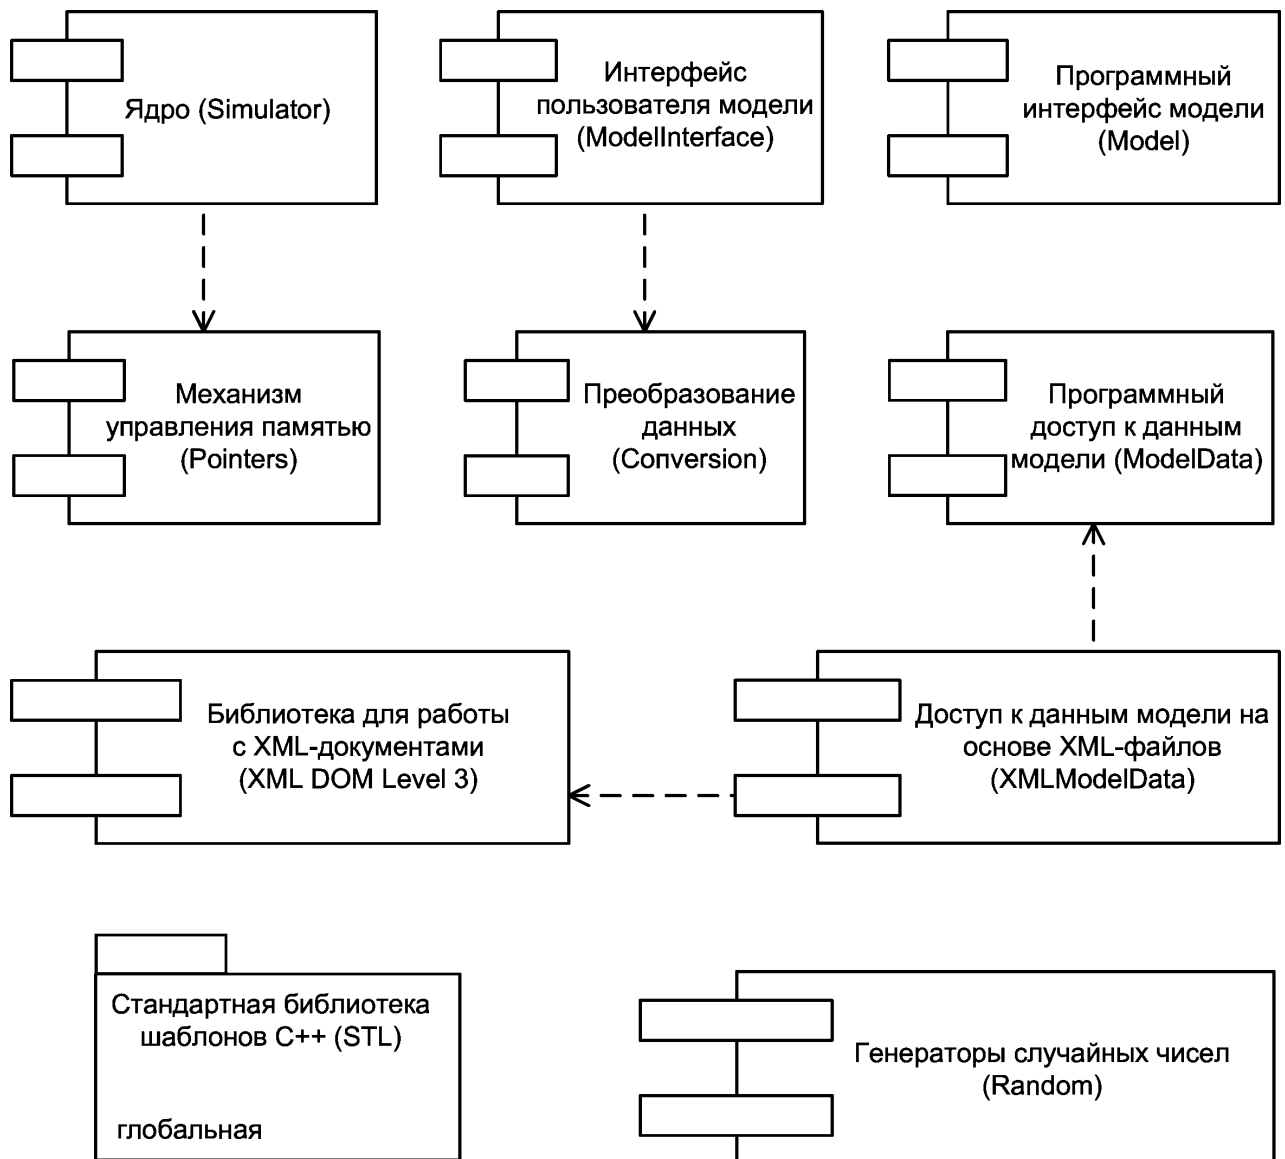 Ядро (Simulator)
Интерфейс
пользователя модели
(ModelInterface)
Программный
интерфейс модели
(Model)
Механизм
управления памятью
(Pointers)
Преобразование
данных
(Conversion)
Программный
доступ к данным
модели (ModelData)
Библиотека для работы
с XML-документами
(XML DOM Level 3)
Доступ к данным модели на
основе XML-файлов
(XMLModelData)
Стандартная библиотека
шаблонов C++ (STL)
глобальная
Генераторы случайных чисел
(Random)